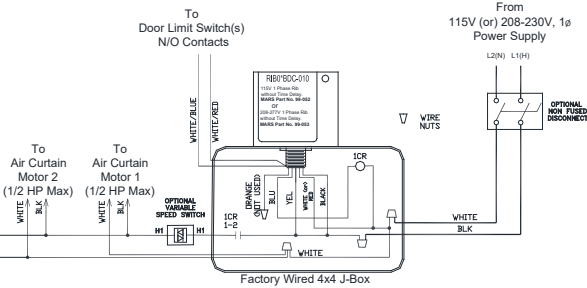 To
Door Limit Switch(s)
N/O Contacts
From
115V (or) 208-230V, 1ø
Power Supply
L2(N) L1(H)
OPTIONAL
NON FUSED
DISCONNECT
RIB0*BDC-010
115V 1 Phase Rib
without Time Delay.
MARS Part No. 99-052
or
208-277V 1 Phase Rib
without Time Delay.
MARS Part No. 99-053
WIRE
NUTS
WHITE/BLUE
WHITE/RED
To
Air Curtain
Motor 2
(1/2 HP Max)
To
Air Curtain
Motor 1
(1/2 HP Max)
WHITE
BLK
WHITE
BLK
OPTIONAL
VARIABLE
SPEED SWITCH
H1
H1
1CR
1-2
ORANGE
(NOT USED)
BLU
YEL
WHITE (or)
RED
BLACK
1CR
WHITE
BLK
WHITE
Factory Wired 4x4 J-Box